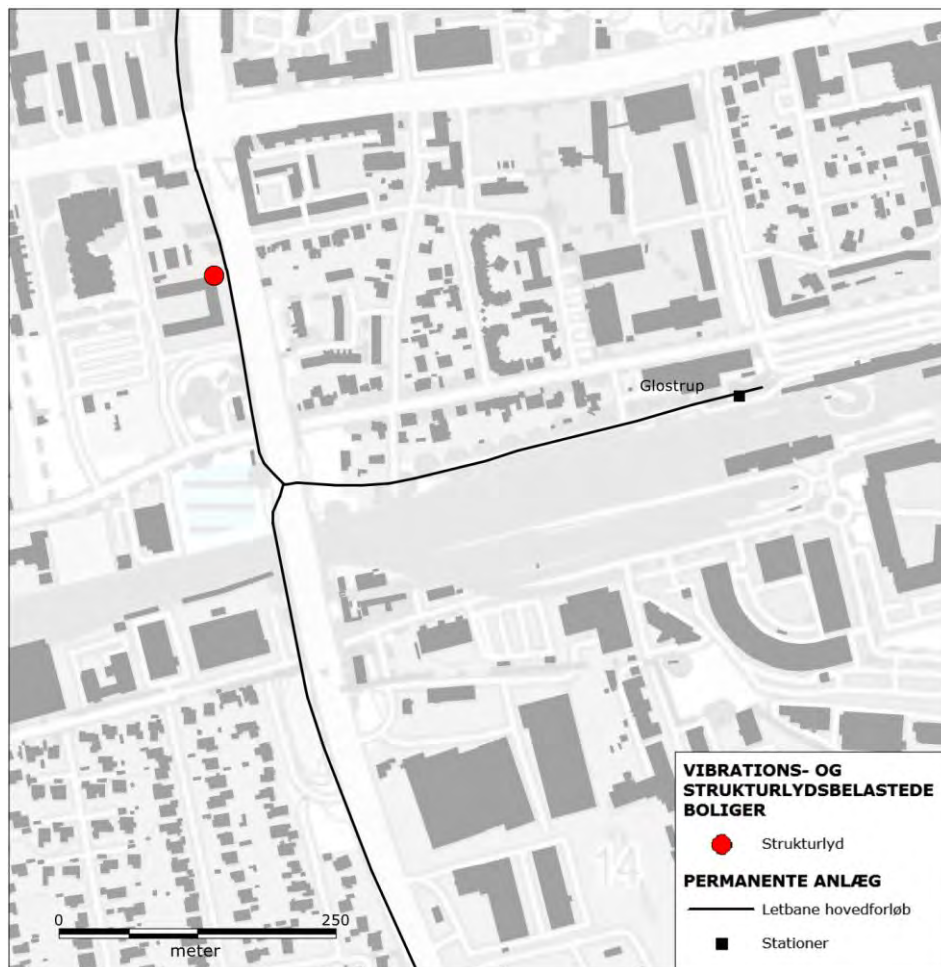 Glostrup
14
VIBRATIONS- OG
STRUKTURLYDSBELASTEDE
BOLIGER
Strukturlyd
PERMANENTE ANLÆG
Letbane hovedforløb
Stationer
0 250
meter